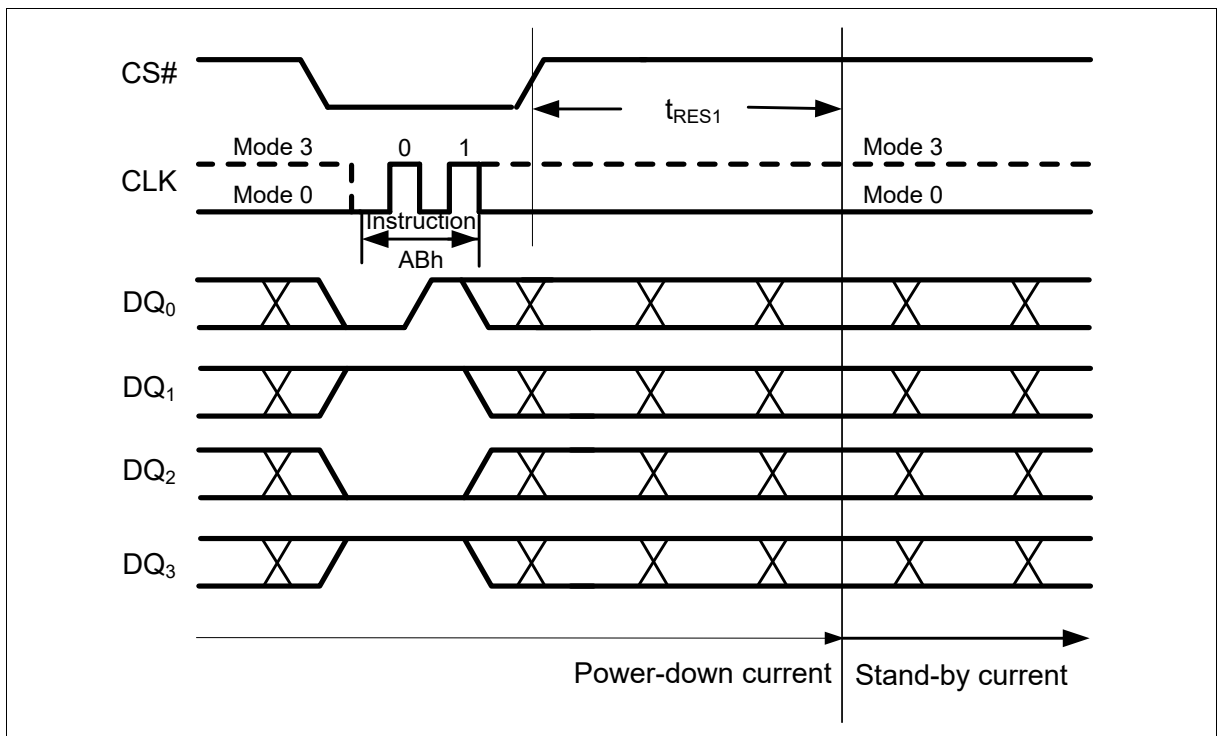 CS#
tRES1
Mode 3 0 1 Mode 3
CLK
Mode 0 Mode 0
Instruction
ABh
DQ0
DQ1
DQ2
DQ3
Power-down current Stand-by current